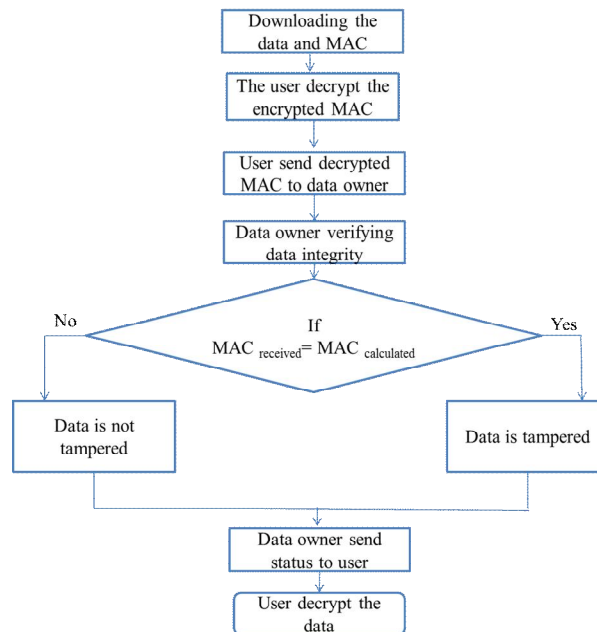 Downloading the
data and MAC
The user decrypt the
encrypted MAC
User send decrypted
MAC to data owner
Data owner verifying
data integrity
No
If
Yes
MAC received= MAC calculated
Data is not
tampered
Data is tampered
Data owner send
status to user
User decrypt the
data